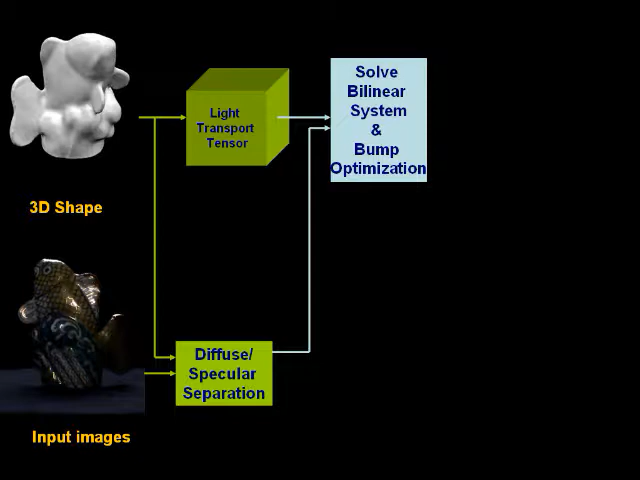 Light
Transport
Tensor
Solve
Bilinear
System
&
Bump
Optimization
3D Shape
Diffuse/
Specular
Separation
Input images